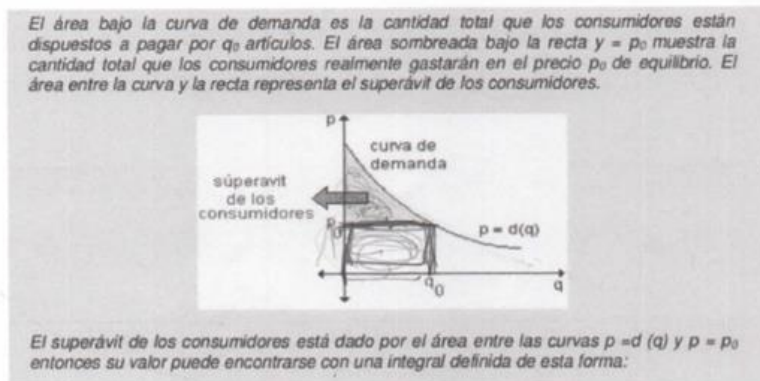 El área bajo la curva de demanda es la cantidad total que los consumidores están
dispuestos a pagar por q₀ artículos. El área sombreada bajo la recta y = p₀ muestra la
cantidad total que los consumidores realmente gastarán en el precio p₀ de equilibrio. El
área entre la curva y la recta representa el superávit de los consumidores.
p
curva de
demanda
súperavit
de los
consumidores
p₀
p = d(q)
q₀
q
El superávit de los consumidores está dado por el área entre las curvas p =d (q) y p = p₀
entonces su valor puede encontrarse con una integral definida de esta forma: